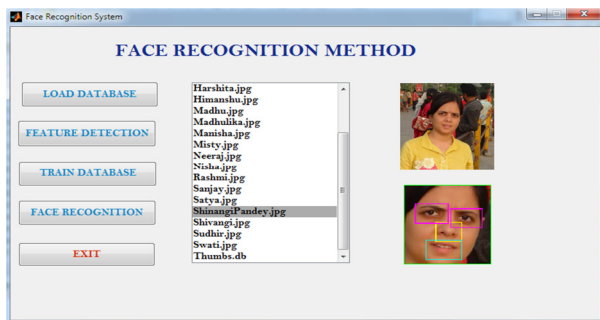 Face Recognition System
FACE RECOGNITION METHOD
LOAD DATABASE
FEATURE DETECTION
TRAIN DATABASE
FACE RECOGNITION
EXIT
Harshita.jpg
Himanshu.jpg
Madhu.jpg
Madhulika.jpg
Manisha.jpg
Misty.jpg
Neeraj.jpg
Nisha.jpg
Rashmi.jpg
Sanjay.jpg
Satya.jpg
ShinangiPandey.jpg
Shivangi.jpg
Sudhir.jpg
Swati.jpg
Thumbs.db